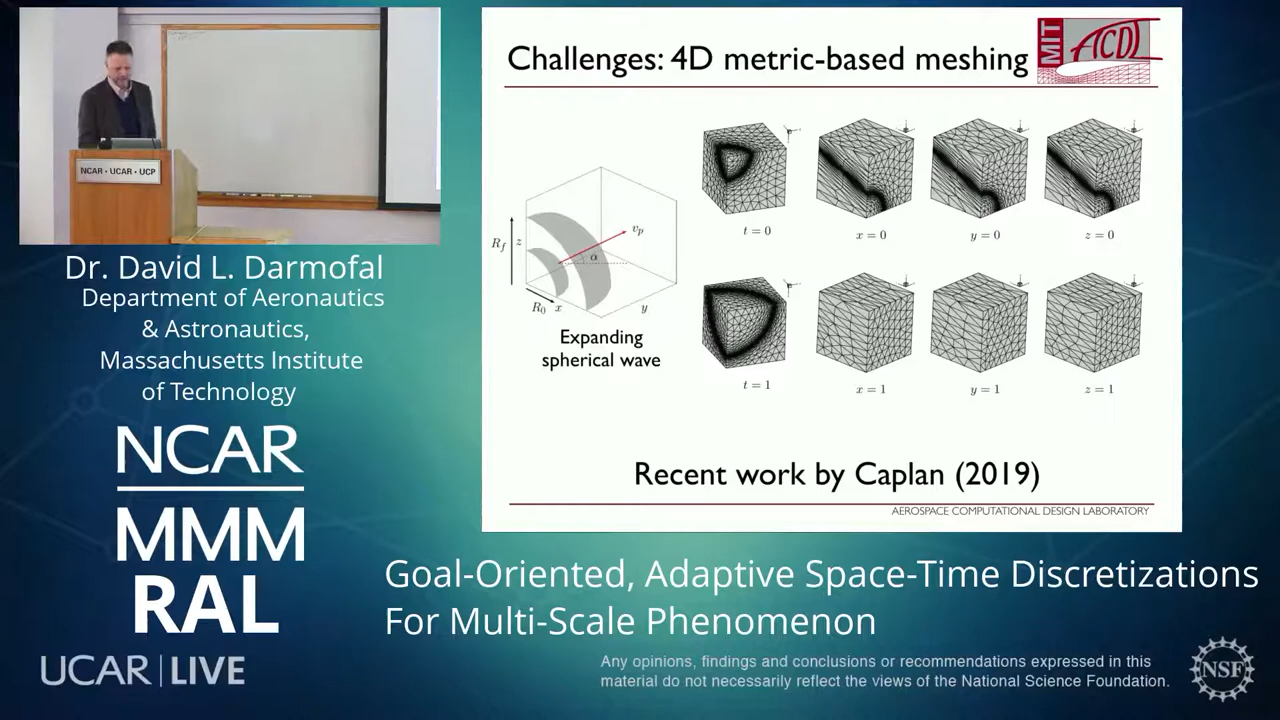 NCAR • UCAR • UCP
Dr. David L. Darmofal
Department of Aeronautics
& Astronautics,
Massachusetts Institute
of Technology
NCAR
MMM
RAL
UCAR | LIVE
Challenges: 4D metric-based meshing
MIT
ACDL
R_f
z
v_p
α
R_0
x
y
Expanding
spherical wave
t = 0
x = 0
y = 0
z = 0
t = 1
x = 1
y = 1
z = 1
Recent work by Caplan (2019)
AEROSPACE COMPUTATIONAL DESIGN LABORATORY
Goal-Oriented, Adaptive Space-Time Discretizations
For Multi-Scale Phenomenon
Any opinions, findings and conclusions or recommendations expressed in this
material do not necessarily reflect the views of the National Science Foundation.
NSF